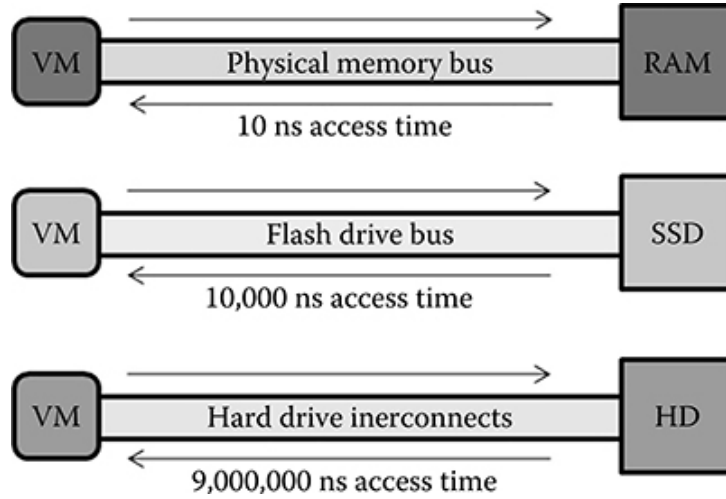 VM Physical memory bus RAM
10 ns access time
VM Flash drive bus SSD
10,000 ns access time
VM Hard drive inerconnects HD
9,000,000 ns access time